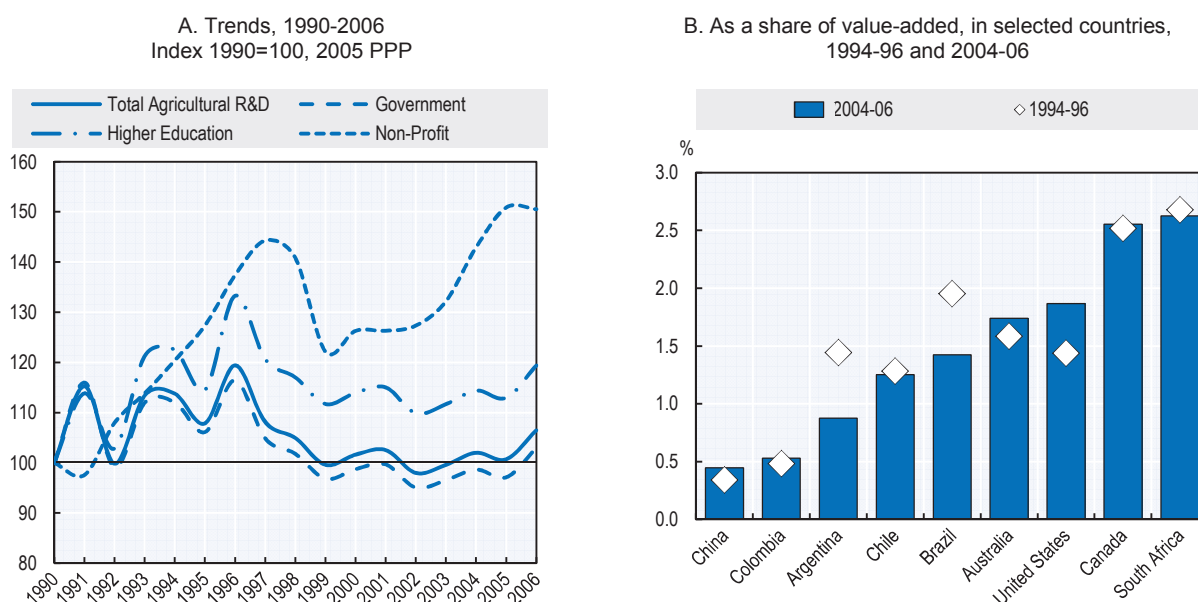 A. Trends, 1990-2006
Index 1990=100, 2005 PPP
Total Agricultural R&D
Government
Higher Education
Non-Profit
160
150
140
130
120
110
100
90
80
1990
1991
1992
1993
1994
1995
1996
1997
1998
1999
2000
2001
2002
2003
2004
2005
2006
B. As a share of value-added, in selected countries,
1994-96 and 2004-06
2004-06
1994-96
%
3.0
2.5
2.0
1.5
1.0
0.5
0.0
China
Colombia
Argentina
Chile
Brazil
Australia
United States
Canada
South Africa